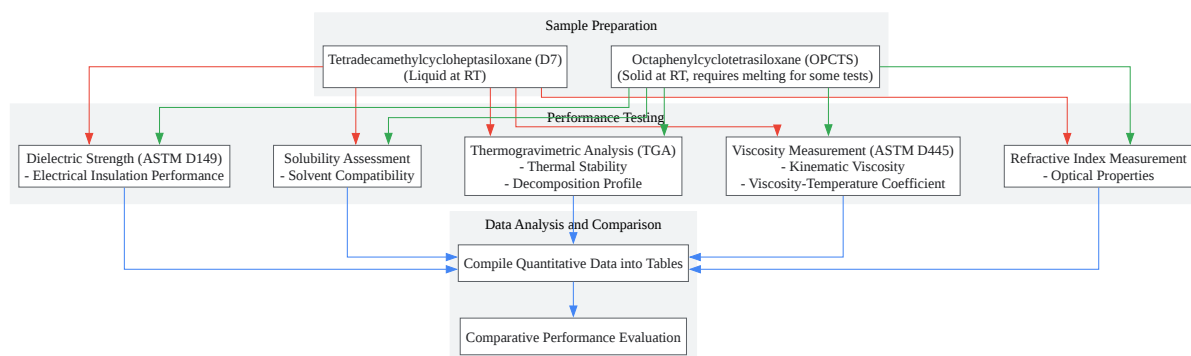 Sample Preparation
Tetradecamethylcycloheptasiloxane (D7)
(Liquid at RT)
Octaphenylcyclotetrasiloxane (OPCTS)
(Solid at RT, requires melting for some tests)
Performance Testing
Dielectric Strength (ASTM D149)
- Electrical Insulation Performance
Solubility Assessment
- Solvent Compatibility
Thermogravimetric Analysis (TGA)
- Thermal Stability
- Decomposition Profile
Viscosity Measurement (ASTM D445)
- Kinematic Viscosity
- Viscosity-Temperature Coefficient
Refractive Index Measurement
- Optical Properties
Data Analysis and Comparison
Compile Quantitative Data into Tables
Comparative Performance Evaluation